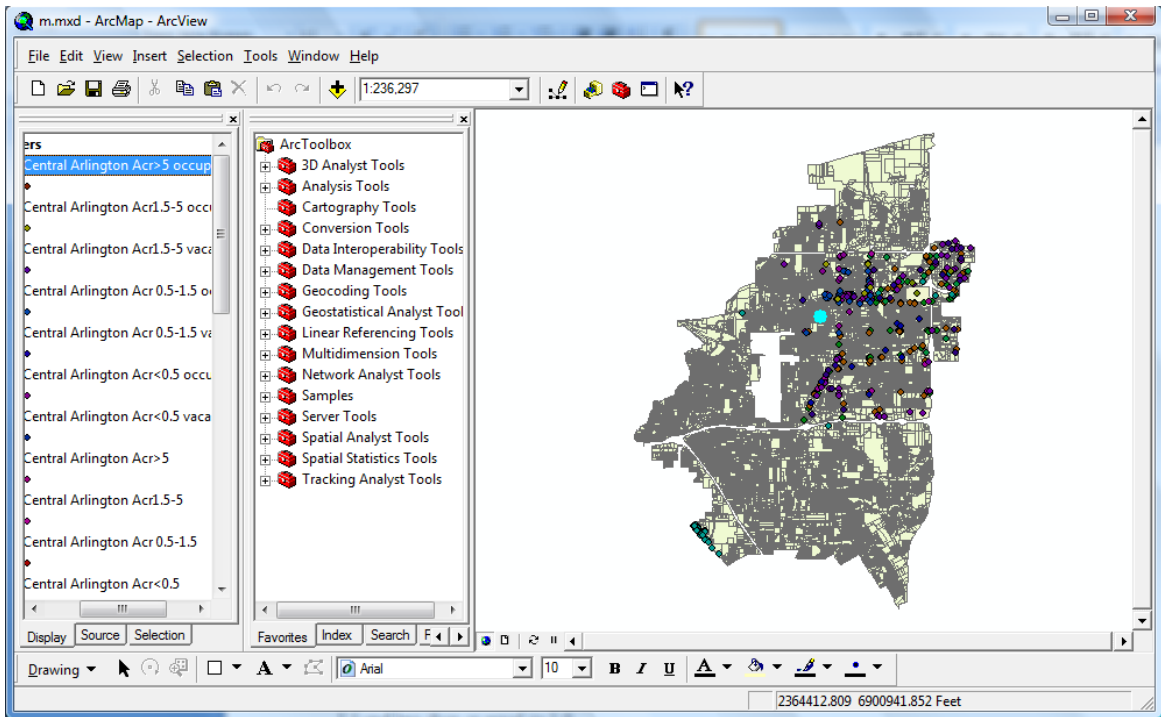 m.mxd - ArcMap - ArcView
File Edit View Insert Selection Tools Window Help
1:236,297
ers
Central Arlington Acr>5 occup
Central Arlington Acr1.5-5 occu
Central Arlington Acr1.5-5 vaca
Central Arlington Acr 0.5-1.5 o
Central Arlington Acr 0.5-1.5 va
Central Arlington Acr<0.5 occu
Central Arlington Acr<0.5 vaca
Central Arlington Acr>5
Central Arlington Acr1.5-5
Central Arlington Acr 0.5-1.5
Central Arlington Acr<0.5
Display Source Selection
ArcToolbox
3D Analyst Tools
Analysis Tools
Cartography Tools
Conversion Tools
Data Interoperability Tools
Data Management Tools
Geocoding Tools
Geostatistical Analyst Tool
Linear Referencing Tools
Multidimension Tools
Network Analyst Tools
Samples
Server Tools
Spatial Analyst Tools
Spatial Statistics Tools
Tracking Analyst Tools
Favorites Index Search F
Drawing A Arial 10 B I U A
2364412.809 6900941.852 Feet